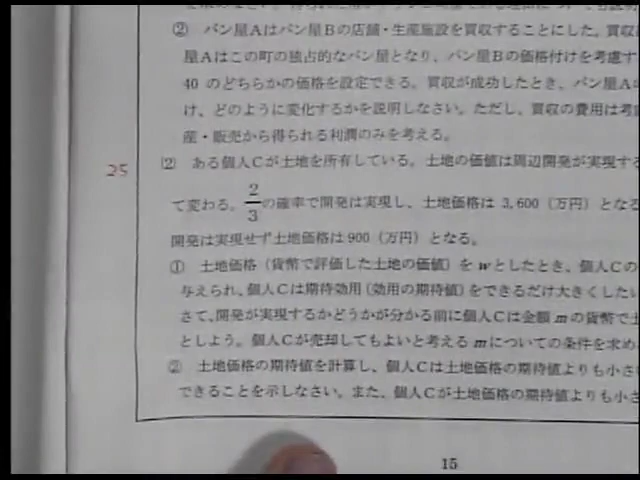 ② パン屋Aはパン屋Bの店舗・生産施設を買収することにした。買収
屋Aはこの町の独占的なパン屋となり、パン屋Bの価格付けを考慮す
40 のどちらかの価格を設定できる。買収が成功したとき、パン屋A
け、どのように変化するかを説明しなさい。ただし、買収の費用は考
産・販売から得られる利潤のみを考える。
25
⑵ ある個人Cが土地を所有している。土地の価値は周辺開発が実現する
て変わる。2/3の確率で開発は実現し、土地価格は 3,600（万円）となる
開発は実現せず土地価格は 900（万円）となる。
① 土地価格（貨幣で評価した土地の価値）を w としたとき、個人Cの
与えられ、個人Cは期待効用（効用の期待値）をできるだけ大きくしたい
さて、開発が実現するかどうかが分かる前に個人Cは金額 m の貨幣で土
としよう。個人Cが売却してもよいと考える m についての条件を求め
② 土地価格の期待値を計算し、個人Cは土地価格の期待値よりも小さ
できることを示しなさい。また、個人Cが土地価格の期待値よりも小さ
15